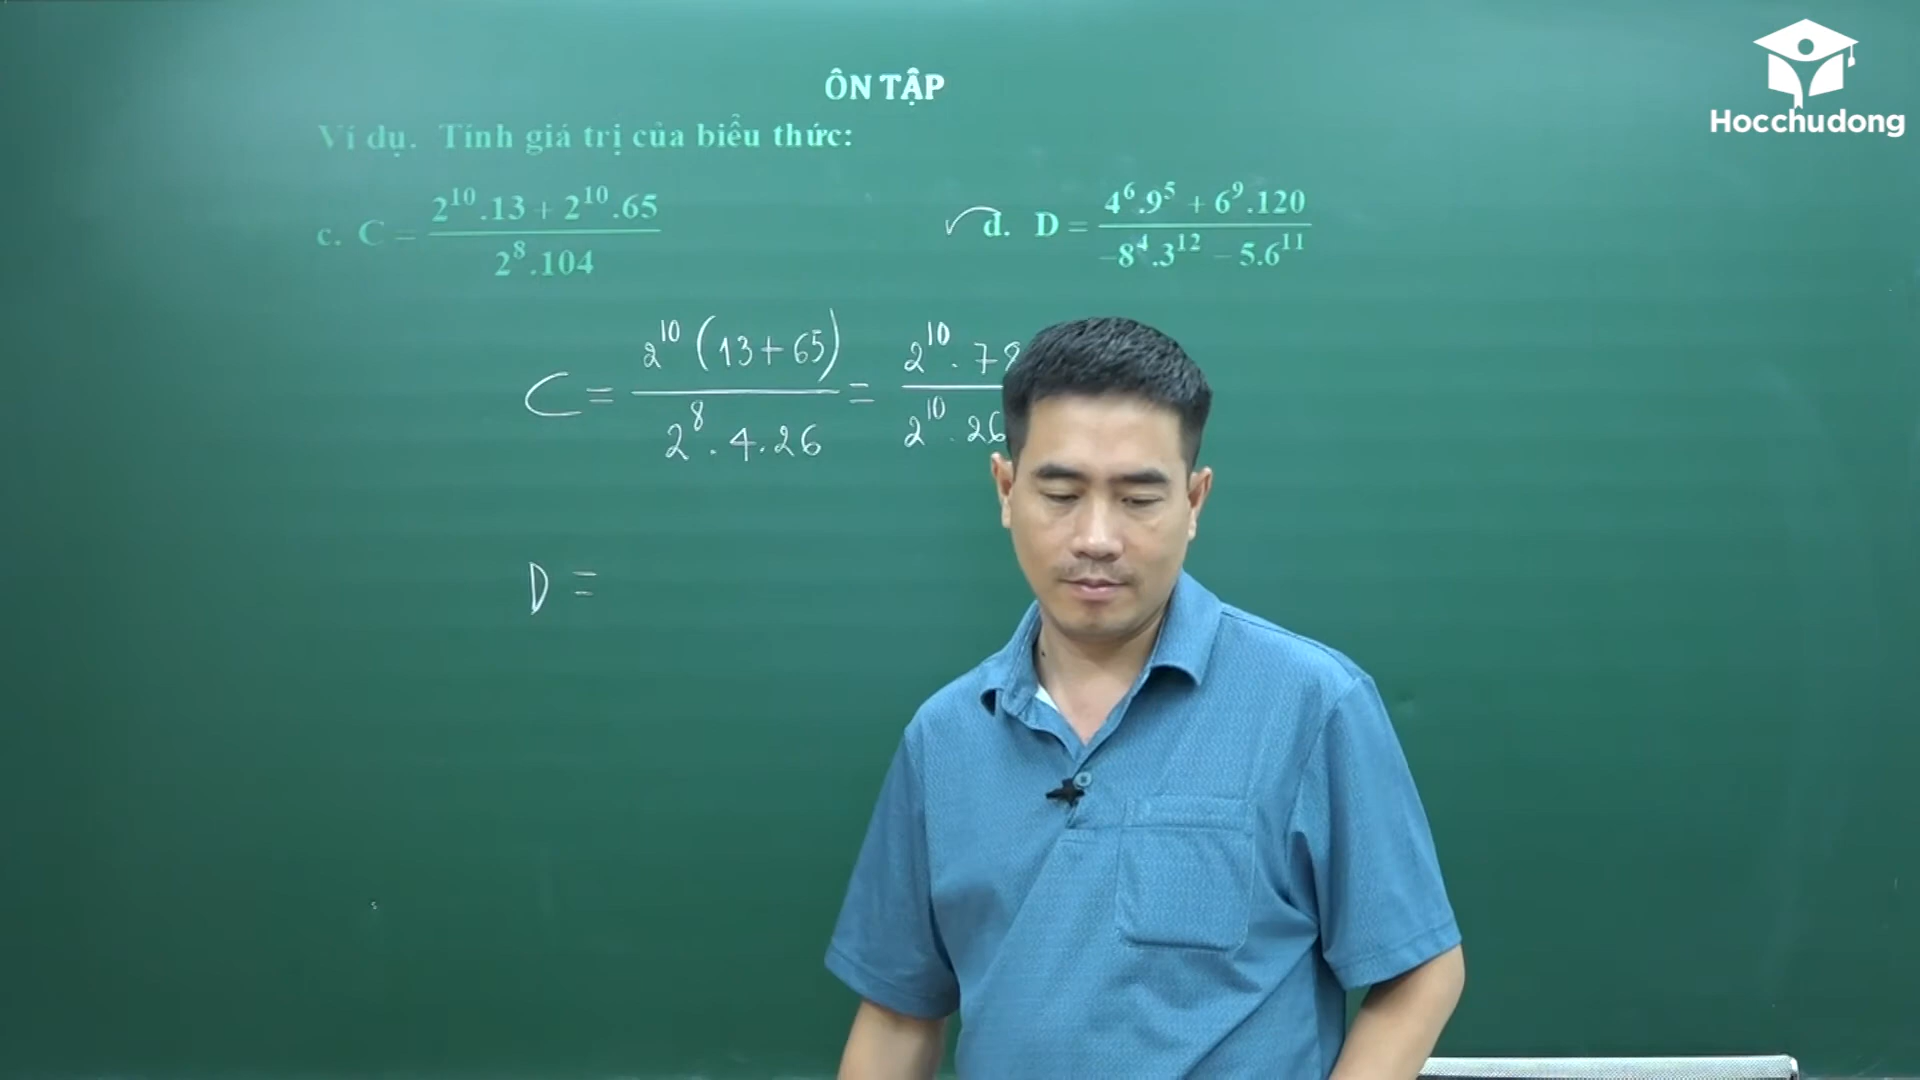 Hocchudong
ÔN TẬP
Ví dụ. Tính giá trị của biểu thức:
c. C = (2^10.13 + 2^10.65) / (2^8.104)
d. D = (4^6.9^5 + 6^9.120) / (–8^4.3^12 – 5.6^11)
C = (2^10 (13+65)) / (2^8 . 4.26) = (2^10 . 78) / (2^10 . 26)
D =